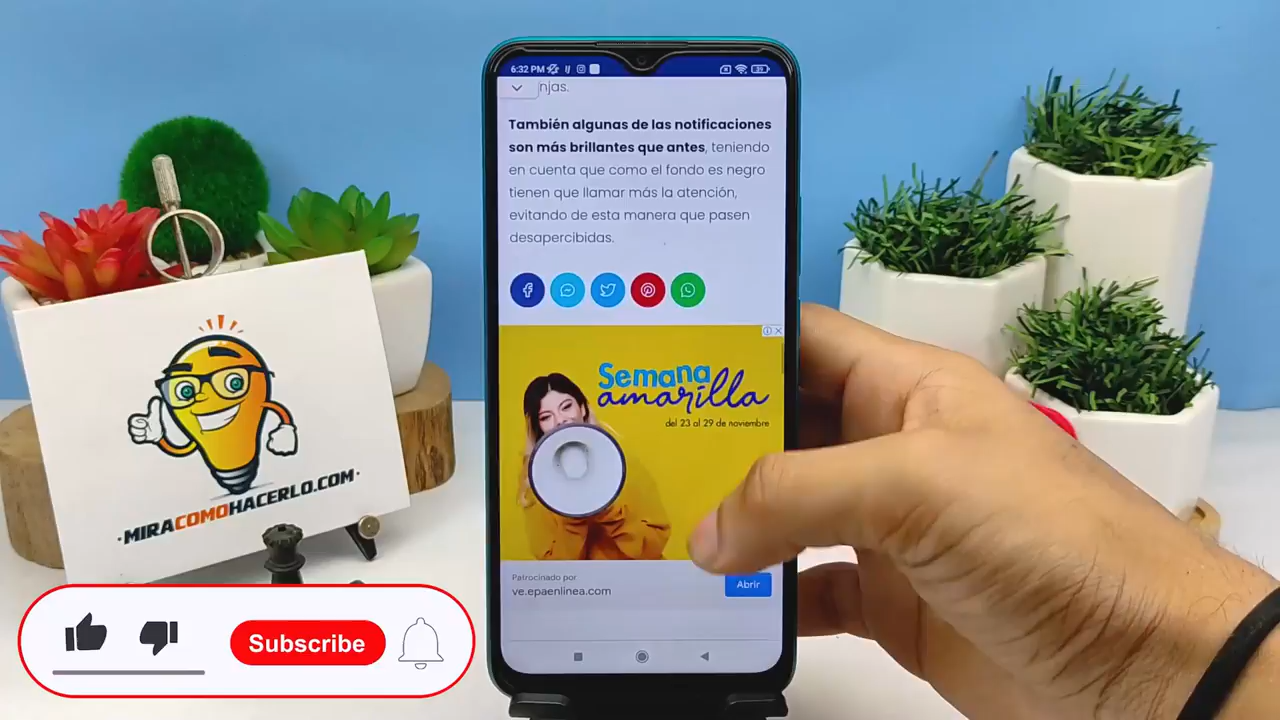 6:32 PM
39
njas.
También algunas de las notificaciones
son más brillantes que antes, teniendo
en cuenta que como el fondo es negro
tienen que llamar más la atención,
evitando de esta manera que pasen
desapercibidas.
Semana
amarilla
del 23 al 29 de noviembre
Patrocinado por
ve.epaenlinea.com
Abrir
·MIRACOMOHACERLO.COM·
Subscribe